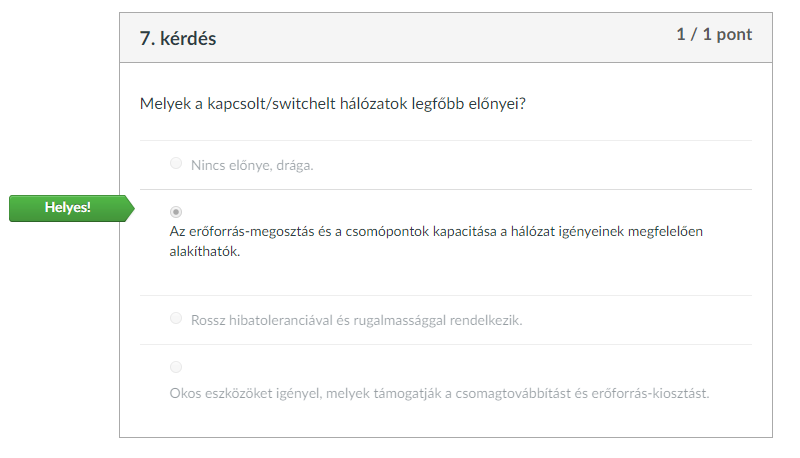 7. kérdés
1 / 1 pont
Melyek a kapcsolt/switchelt hálózatok legfőbb előnyei?
Nincs előnye, drága.
Helyes!
Az erőforrás-megosztás és a csomópontok kapacitása a hálózat igényeinek megfelelően
alakíthatók.
Rossz hibatoleranciával és rugalmassággal rendelkezik.
Okos eszközöket igényel, melyek támogatják a csomagtovábbítást és erőforrás-kiosztást.